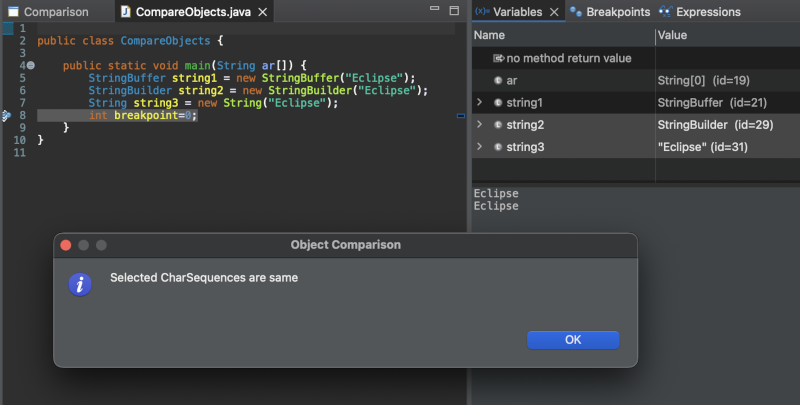 Comparison
CompareObjects.java
1
2 public class CompareObjects {
3
4 public static void main(String ar[]) {
5 StringBuffer string1 = new StringBuffer("Eclipse");
6 StringBuilder string2 = new StringBuilder("Eclipse");
7 String string3 = new String("Eclipse");
8 int breakpoint=0;
9 }
10 }
11
(x)= Variables
Breakpoints
Expressions
Name Value
no method return value
ar String[0] (id=19)
string1 StringBuffer (id=21)
string2 StringBuilder (id=29)
string3 "Eclipse" (id=31)
Eclipse
Eclipse
Object Comparison
Selected CharSequences are same
OK